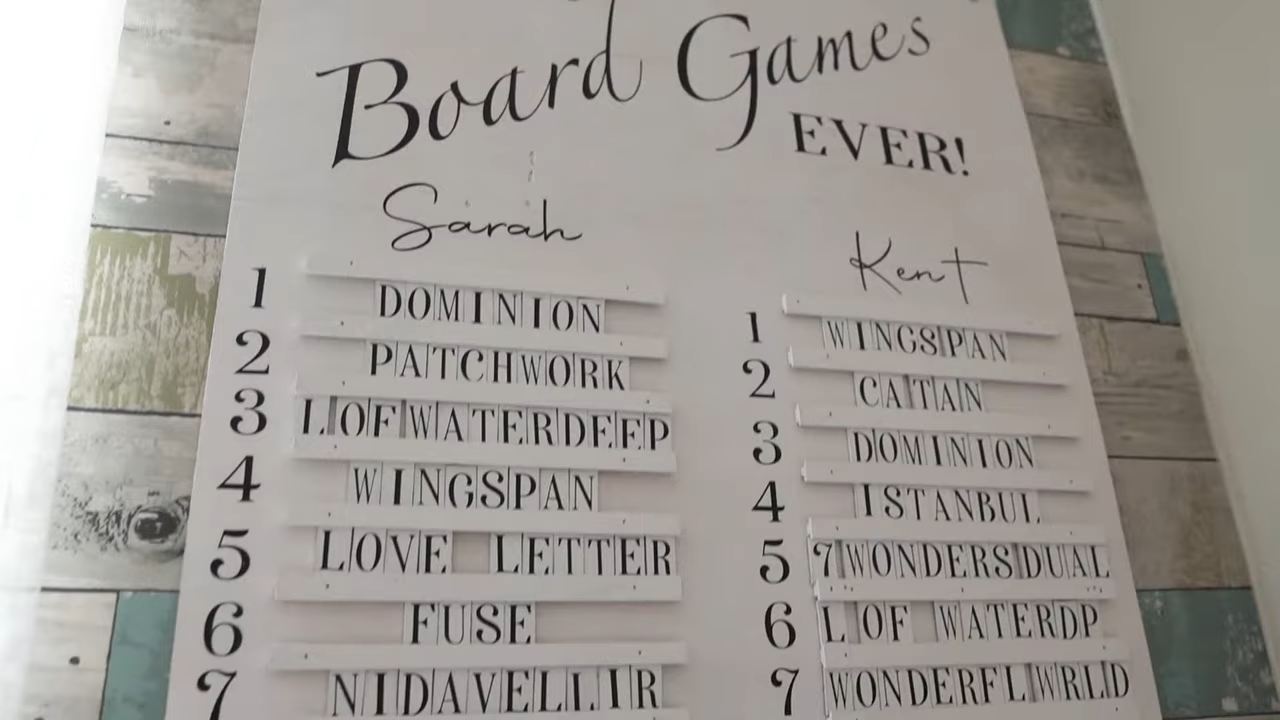 Board Games
EVER!
Sarah
1 DOMINION
2 PATCHWORK
3 L OF WATERDEEP
4 WINGSPAN
5 LOVE LETTER
6 FUSE
7 NIDAVELLIR
Kent
1 WINGSPAN
2 CATAN
3 DOMINION
4 ISTANBUL
5 7 WONDERS DUAL
6 L OF WATERDP
7 WONDERFL WRLD